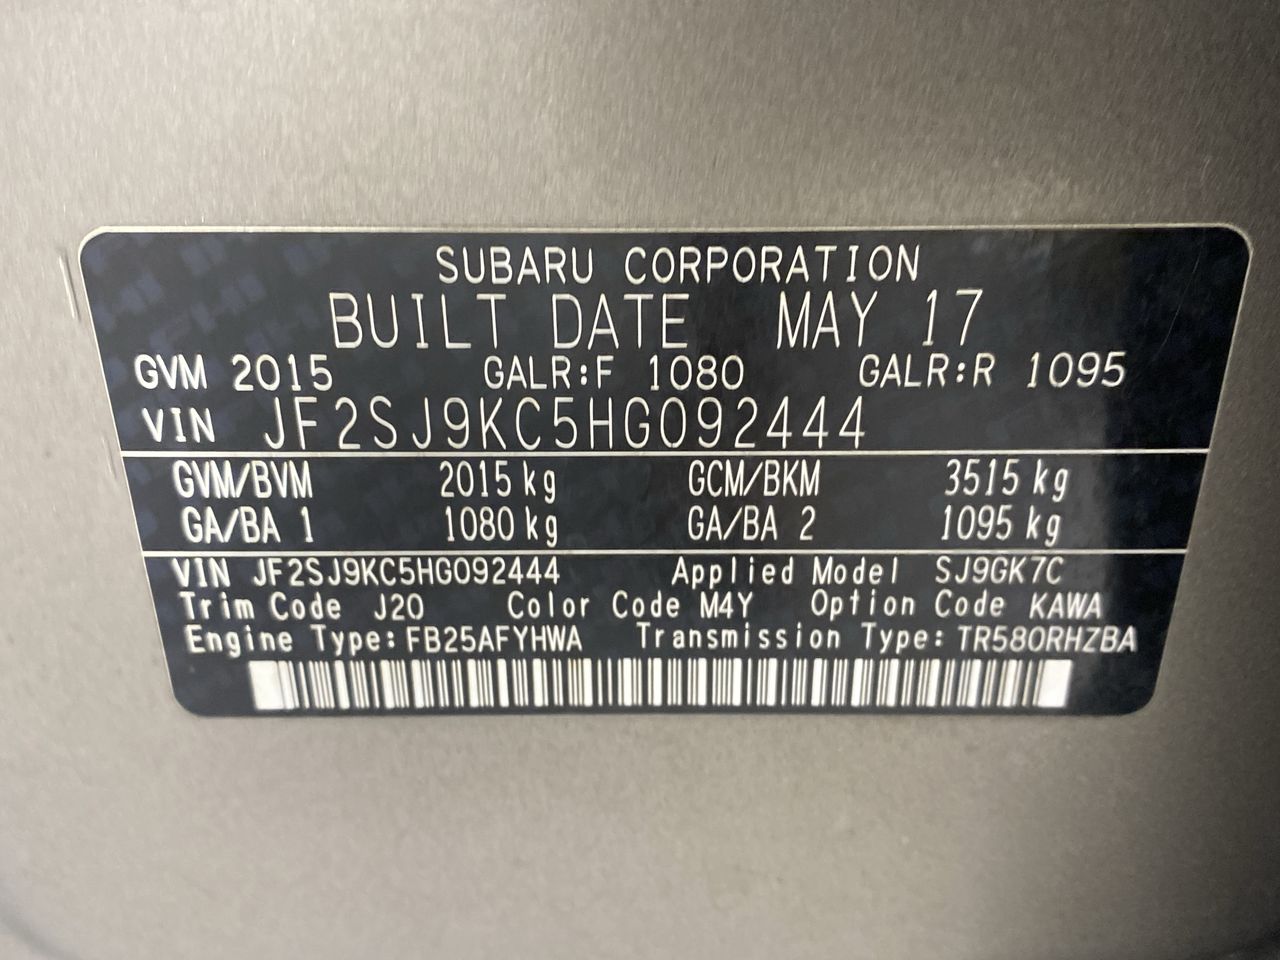 SUBARU CORPORATION
BUILT DATE MAY 17
GVM 2015 GALR:F 1080 GALR:R 1095
VIN JF2SJ9KC5HG092444
GVM/BVM 2015 kg GCM/BKM 3515 kg
GA/BA 1 1080 kg GA/BA 2 1095 kg
VIN JF2SJ9KC5HG092444 Applied Model SJ9GK7C
Trim Code J20 Color Code M4Y Option Code KAWA
Engine Type: FB25AFYHWA Transmission Type: TR580RHZBA